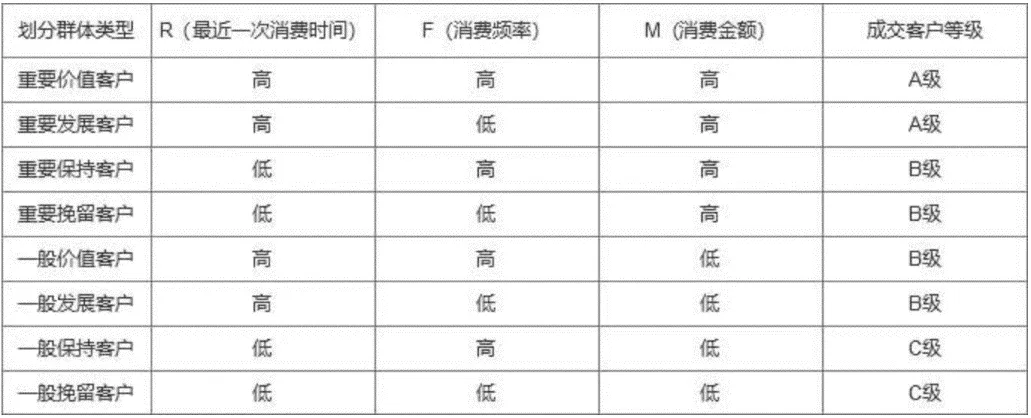 划分群体类型 R（最近一次消费时间） F（消费频率） M（消费金额） 成交客户等级
重要价值客户 高 高 高 A级
重要发展客户 高 低 高 A级
重要保持客户 低 高 高 B级
重要挽留客户 低 低 高 B级
一般价值客户 高 高 低 B级
一般发展客户 高 低 低 B级
一般保持客户 低 高 低 C级
一般挽留客户 低 低 低 C级